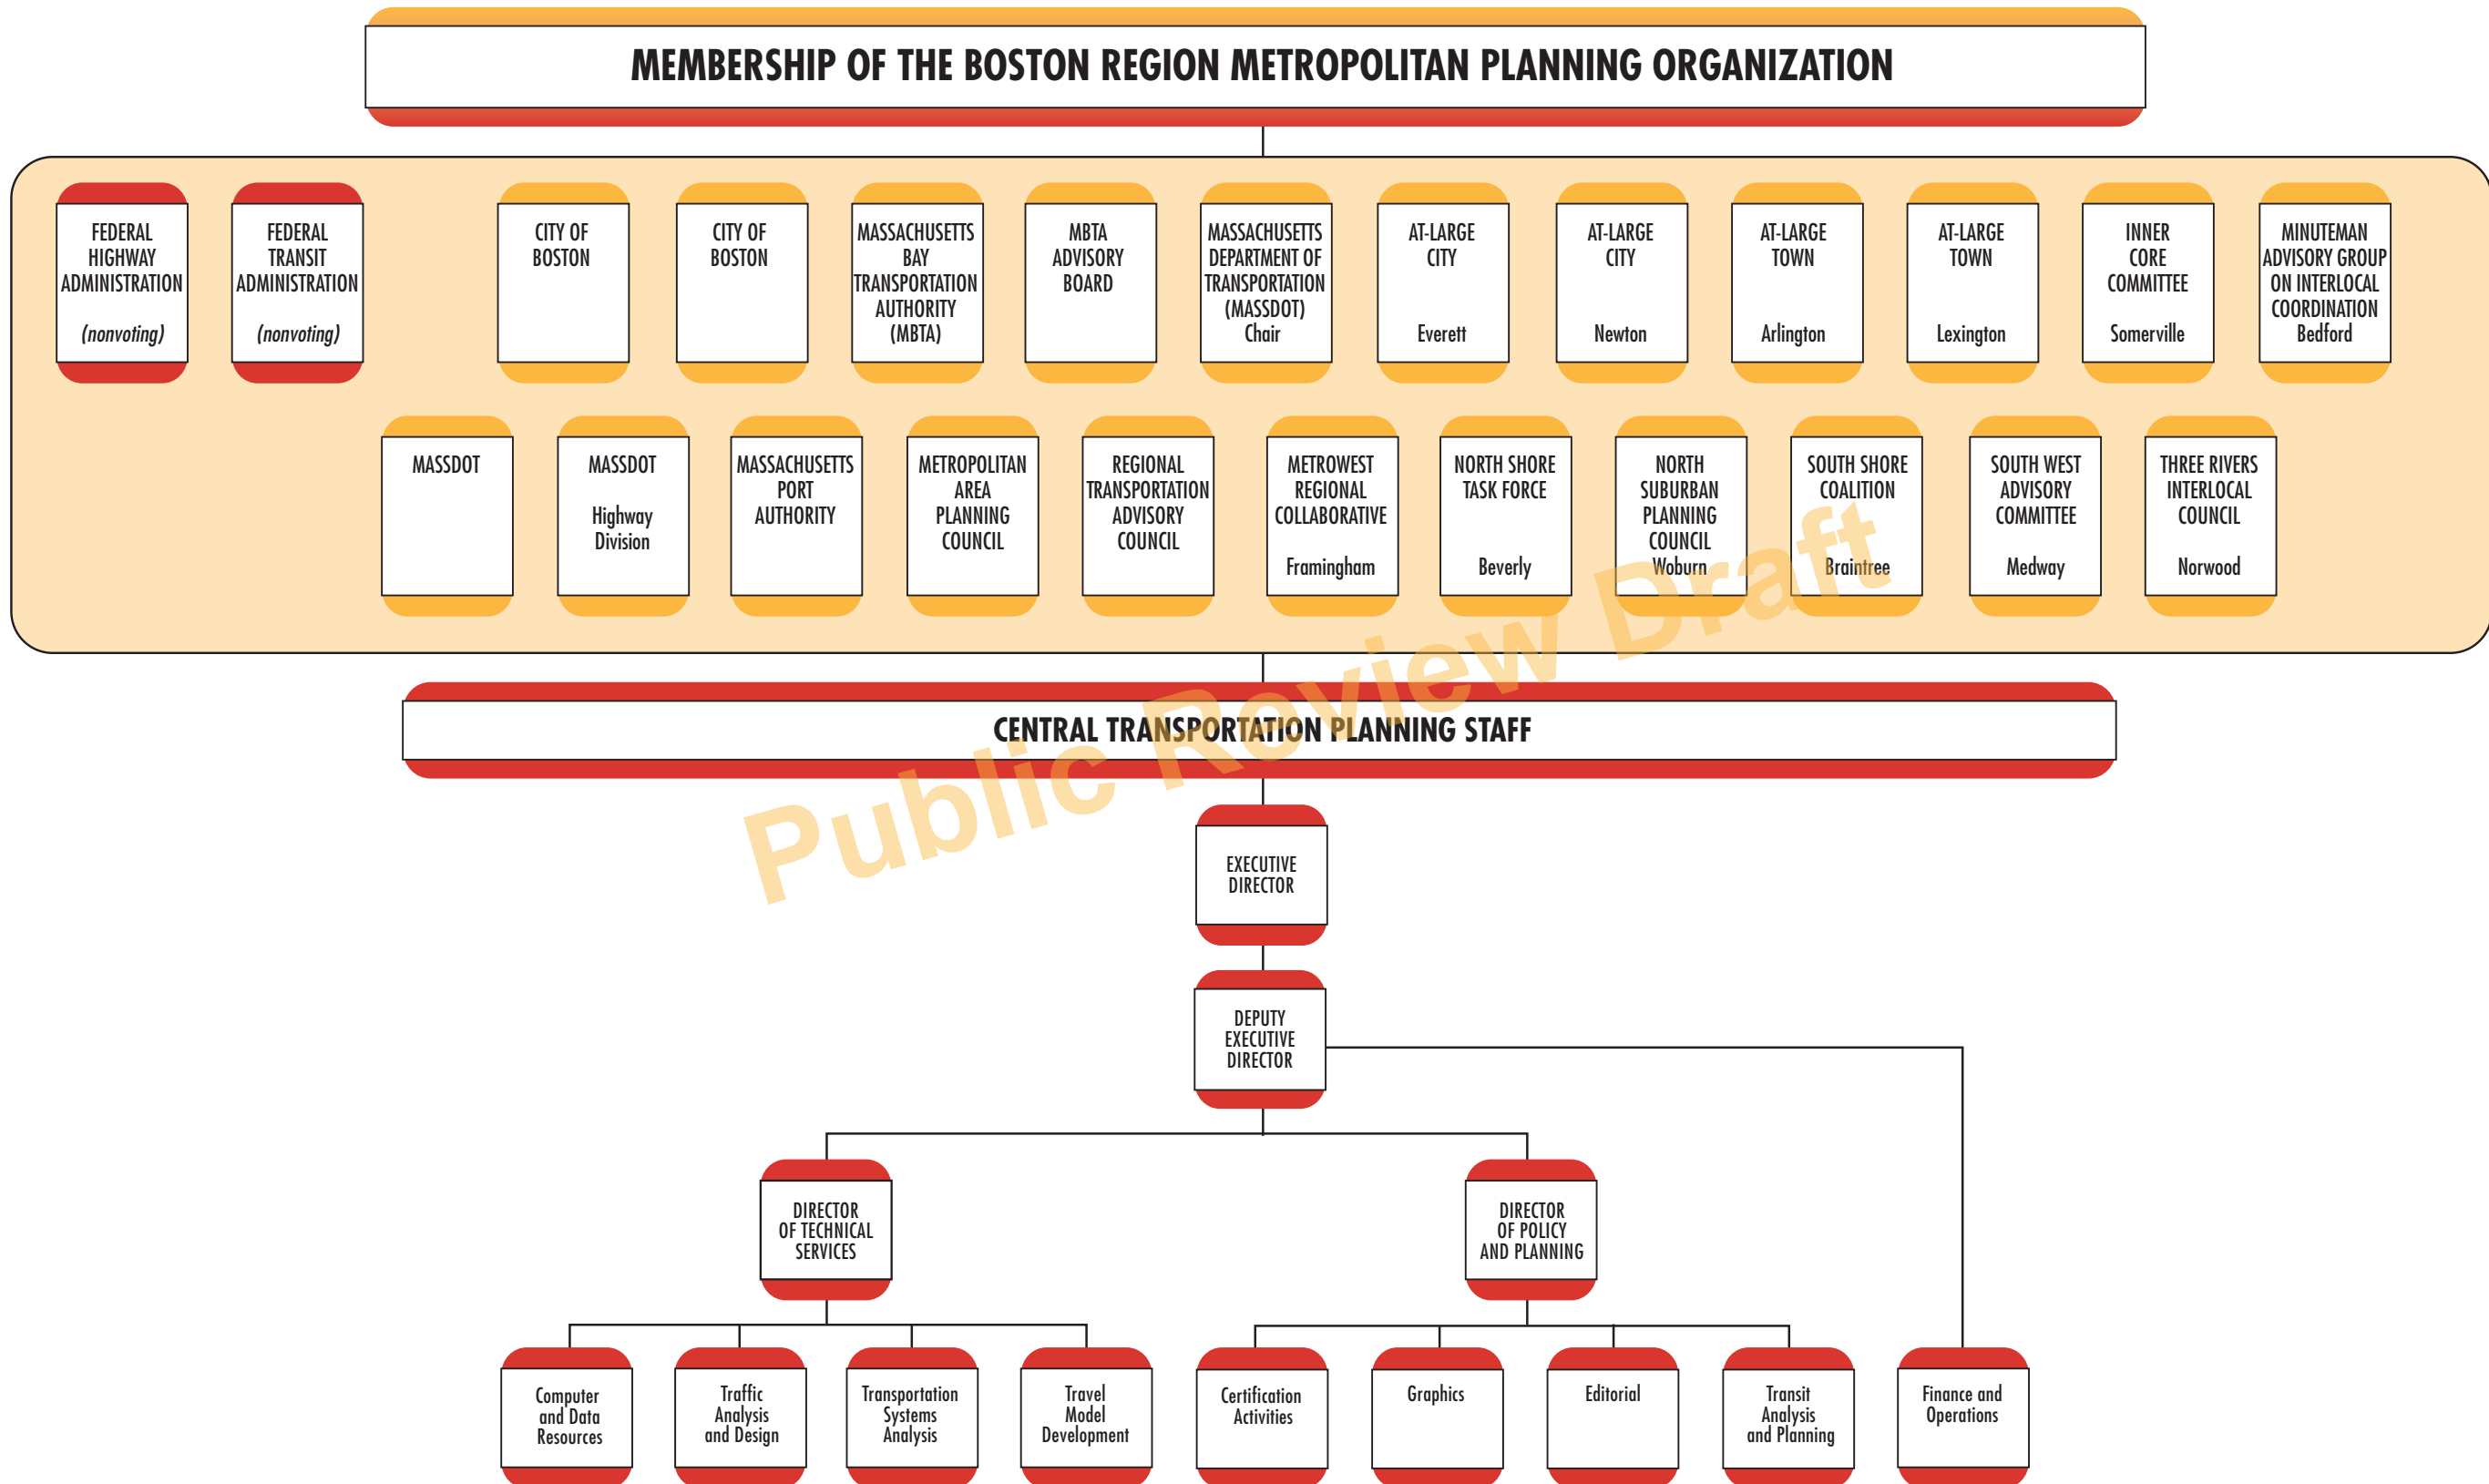 MEMBERSHIP OF THE BOSTON REGION METROPOLITAN PLANNING ORGANIZATION
FEDERAL
HIGHWAY
ADMINISTRATION
(nonvoting)
FEDERAL
TRANSIT
ADMINISTRATION
(nonvoting)
CITY OF
BOSTON
CITY OF
BOSTON
MASSACHUSETTS
BAY
TRANSPORTATION
AUTHORITY
(MBTA)
MBTA
ADVISORY
BOARD
MASSACHUSETTS
DEPARTMENT OF
TRANSPORTATION
(MASSDOT)
Chair
AT-LARGE
CITY
Everett
AT-LARGE
CITY
Newton
AT-LARGE
TOWN
Arlington
AT-LARGE
TOWN
Lexington
INNER
CORE
COMMITTEE
Somerville
MINUTEMAN
ADVISORY GROUP
ON INTERLOCAL
COORDINATION
Bedford
MASSDOT
MASSDOT
Highway
Division
MASSACHUSETTS
PORT
AUTHORITY
METROPOLITAN
AREA
PLANNING
COUNCIL
REGIONAL
TRANSPORTATION
ADVISORY
COUNCIL
METROWEST
REGIONAL
COLLABORATIVE
Framingham
NORTH SHORE
TASK FORCE
Beverly
NORTH
SUBURBAN
PLANNING
COUNCIL
Woburn
SOUTH SHORE
COALITION
Braintree
SOUTH WEST
ADVISORY
COMMITTEE
Medway
THREE RIVERS
INTERLOCAL
COUNCIL
Norwood
Public Review Draft
CENTRAL TRANSPORTATION PLANNING STAFF
EXECUTIVE
DIRECTOR
DEPUTY
EXECUTIVE
DIRECTOR
DIRECTOR
OF TECHNICAL
SERVICES
DIRECTOR
OF POLICY
AND PLANNING
Computer
and Data
Resources
Traffic
Analysis
and Design
Transportation
Systems
Analysis
Travel
Model
Development
Certification
Activities
Graphics
Editorial
Transit
Analysis
and Planning
Finance and
Operations